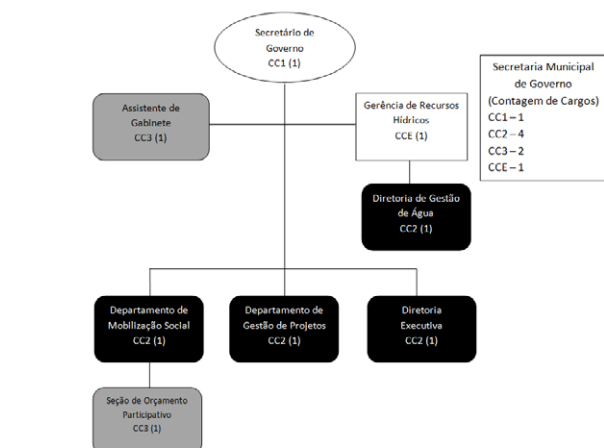 Secretário de
Governo
CC1 (1)
Assistente de
Gabinete
CC3 (1)
Gerência de Recursos
Hídricos
CCE (1)
Secretaria Municipal
de Governo
(Contagem de Cargos)
CC1 – 1
CC2 – 4
CC3 – 2
CCE – 1
Diretoria de Gestão
de Água
CC2 (1)
Departamento de
Mobilização Social
CC2 (1)
Departamento de
Gestão de Projetos
CC2 (1)
Diretoria
Executiva
CC2 (1)
Seção de Orçamento
Participativo
CC3 (1)